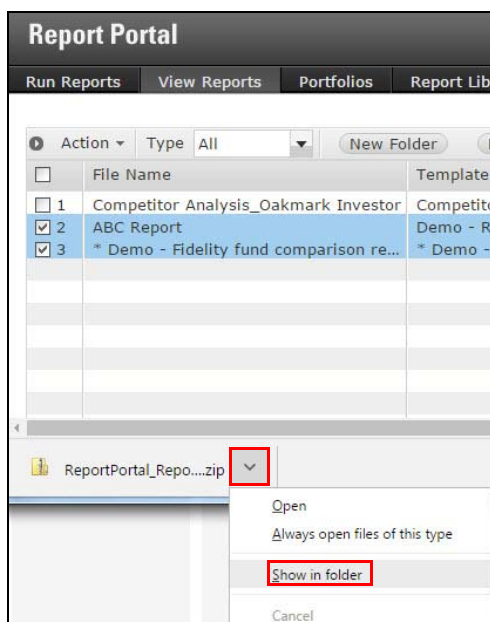 Report Portal
Run Reports View Reports Portfolios Report Lib
Action Type All New Folder
File Name Template
1 Competitor Analysis_Oakmark Investor Competito
2 ABC Report Demo - R
3 * Demo - Fidelity fund comparison re... * Demo -
ReportPortal_Repo....zip
Open
Always open files of this type
Show in folder
Cancel